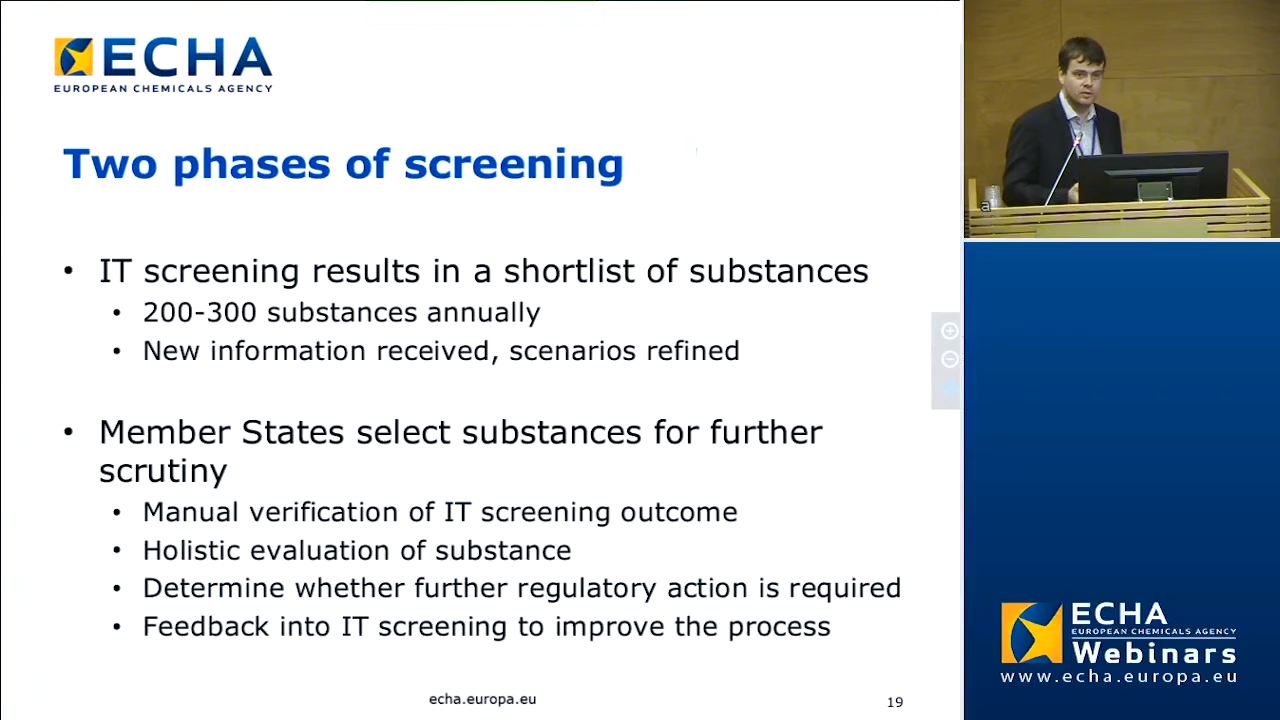 ECHA
EUROPEAN CHEMICALS AGENCY
Two phases of screening
• IT screening results in a shortlist of substances
• 200-300 substances annually
• New information received, scenarios refined
• Member States select substances for further
scrutiny
• Manual verification of IT screening outcome
• Holistic evaluation of substance
• Determine whether further regulatory action is required
• Feedback into IT screening to improve the process
echa.europa.eu
19
a
ECHA
EUROPEAN CHEMICALS AGENCY
Webinars
www.echa.europa.eu